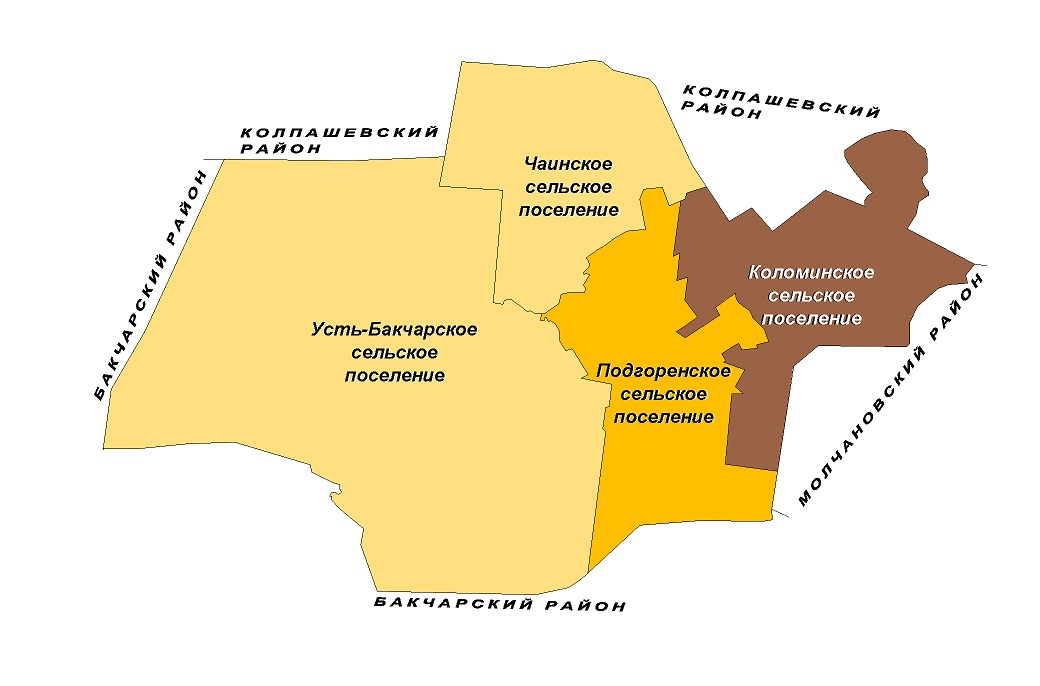 КОЛПАШЕВСКИЙ
РАЙОН
КОЛПАШЕВСКИЙ
РАЙОН
Чаинское
сельское
поселение
БАКЧАРСКИЙ РАЙОН
Коломинское
сельское
поселение
Усть-Бакчарское
сельское
поселение
Подгоренское
сельское
поселение
МОЛЧАНОВСКИЙ РАЙОН
БАКЧАРСКИЙ РАЙОН